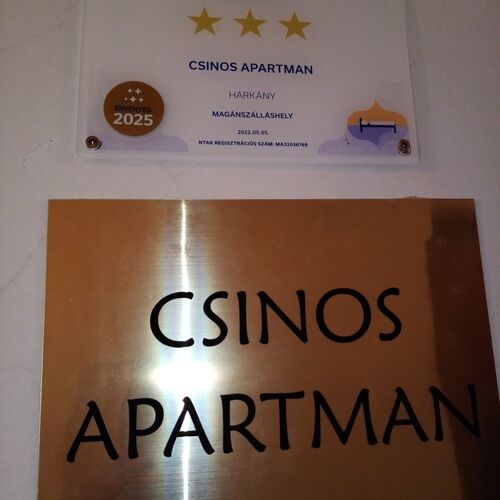 CSINOS APARTMAN
HARKÁNY
MAGÁNSZÁLLÁSHELY
2022.05.05.
NTAK REGISZTRÁCIÓS SZÁM: MA22036769
ÉRVÉNYES:
2025
CSINOS
APARTMAN